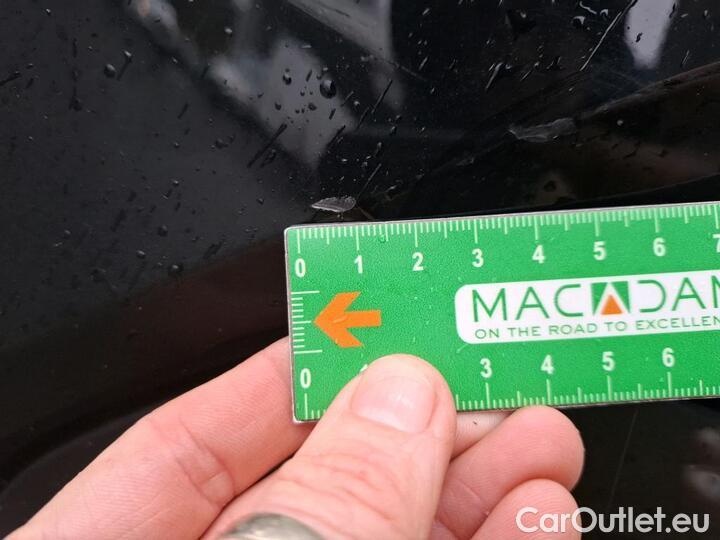 0 1 2 3 4 5 6 7
MACADAM
ON THE ROAD TO EXCELLEN
0 1 3 4 5 6
CarOutlet.eu